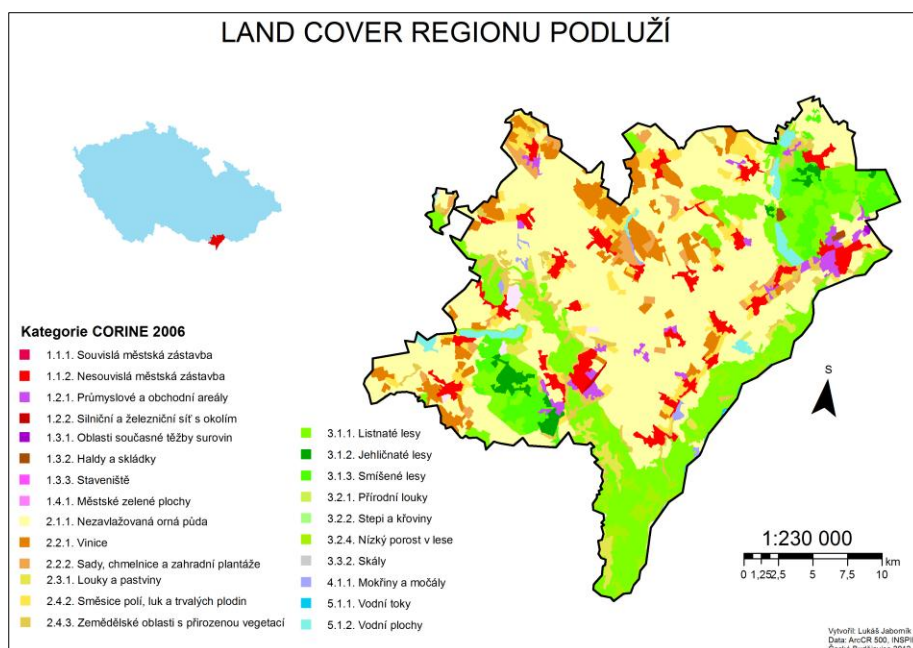 LAND COVER REGIONU PODLUŽÍ
Kategorie CORINE 2006
1.1.1. Souvislá městská zástavba
1.1.2. Nesouvislá městská zástavba
1.2.1. Průmyslové a obchodní areály
1.2.2. Silniční a železniční síť s okolím
1.3.1. Oblasti současné těžby surovin
1.3.2. Haldy a skládky
1.3.3. Staveniště
1.4.1. Městské zelené plochy
2.1.1. Nezavlažovaná orná půda
2.2.1. Vinice
2.2.2. Sady, chmelnice a zahradní plantáže
2.3.1. Louky a pastviny
2.4.2. Směsice polí, luk a trvalých plodin
2.4.3. Zemědělské oblasti s přirozenou vegetací
3.1.1. Listnaté lesy
3.1.2. Jehličnaté lesy
3.1.3. Smíšené lesy
3.2.1. Přírodní louky
3.2.2. Stepi a křoviny
3.2.4. Nízký porost v lese
3.3.2. Skály
4.1.1. Mokřiny a močály
5.1.1. Vodní toky
5.1.2. Vodní plochy
S
1:230 000
km
0 1,25 2,5 5 7,5 10
Vytvořil: Lukáš Jaborník
Data: ArcCR 500, INSPI